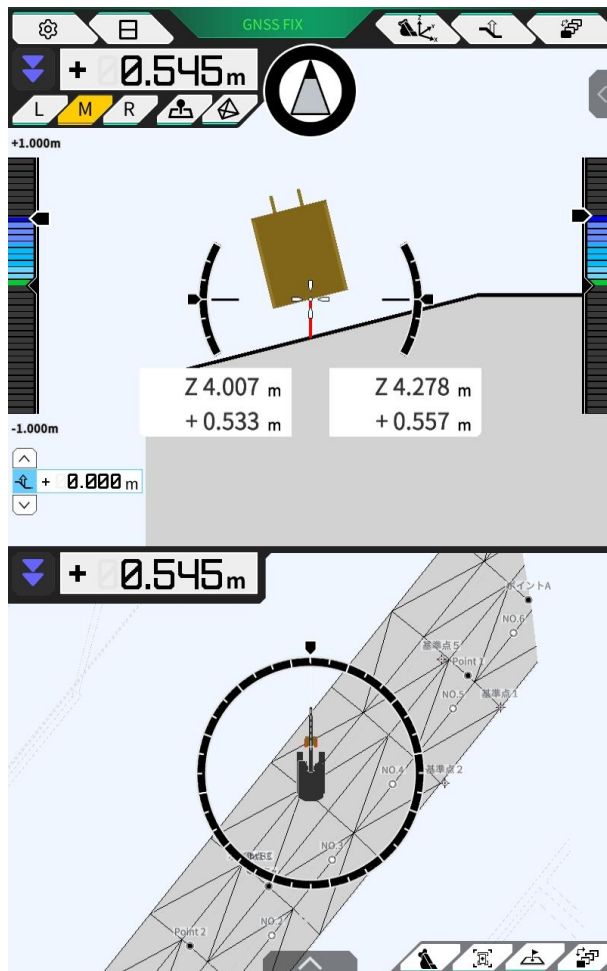 GNSS FIX
+ 0.545 m
L M R
+1.000m
Z 4.007 m
+ 0.533 m
Z 4.278 m
+ 0.557 m
-1.000m
+ 0.000 m
+ 0.545 m
ポイントA
NO.6
基準点5
Point 1
NO.5
基準点1
NO.4
基準点2
NO.3
Point 2
NO.2